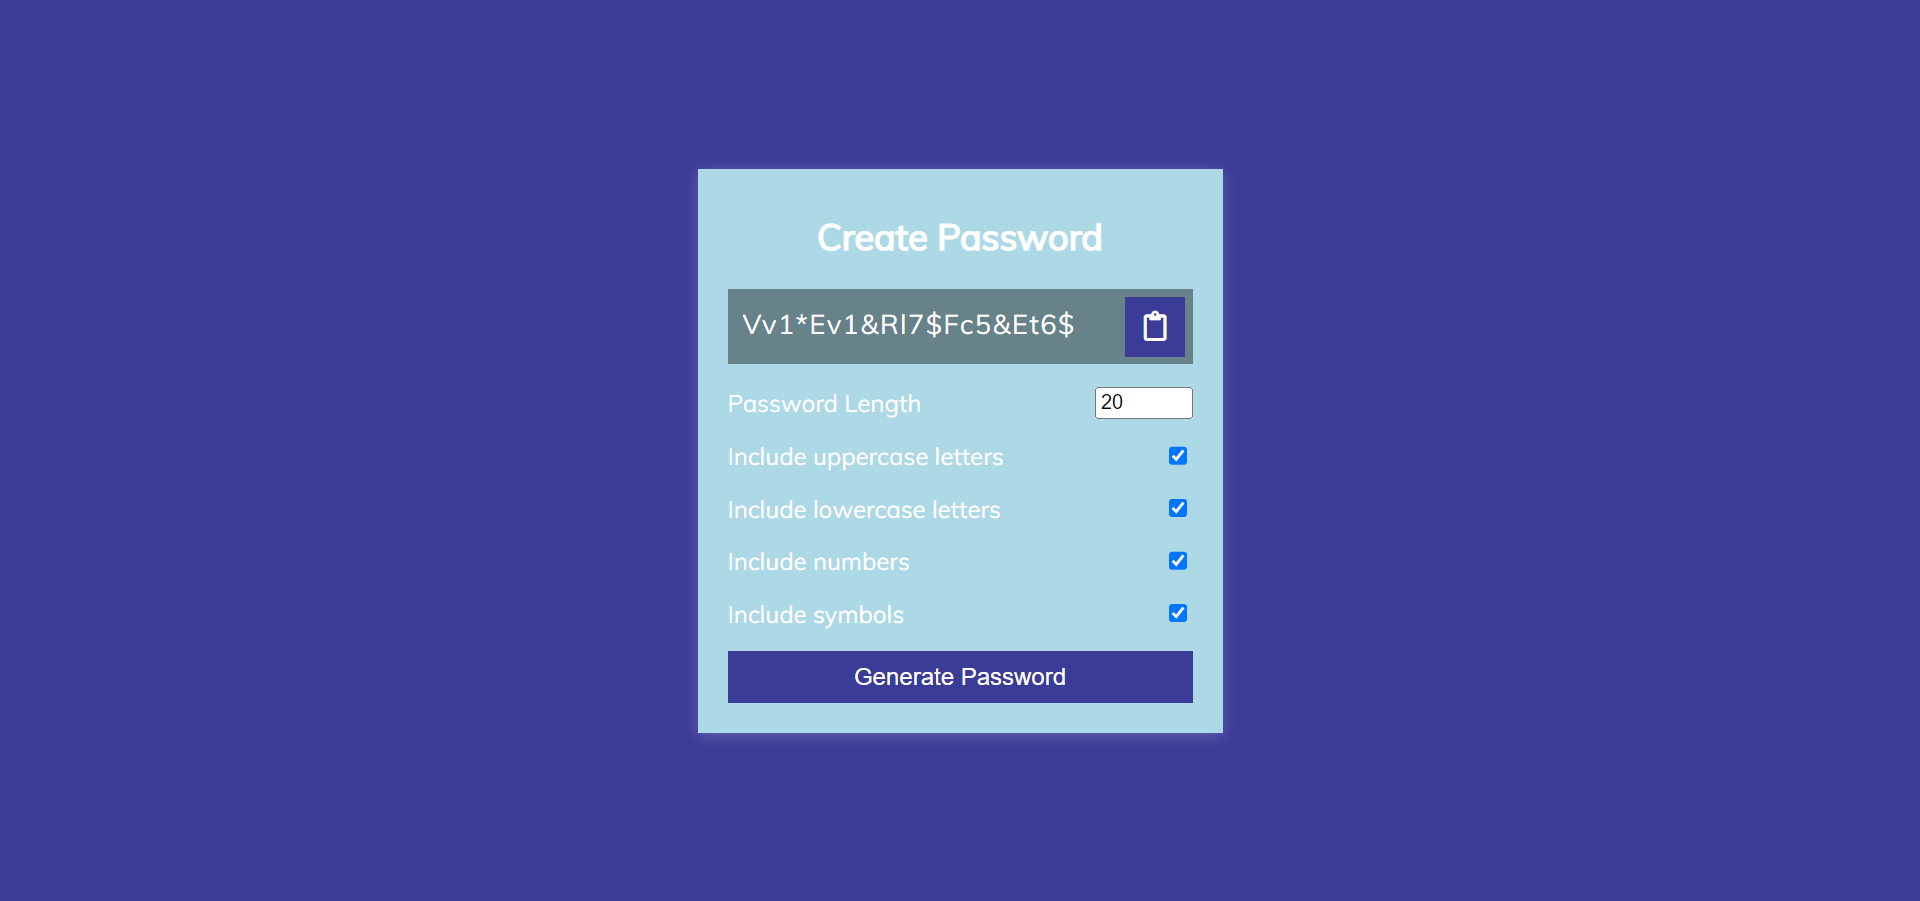 Create Password
Vv1*Ev1&Rl7$Fc5&Et6$
Password Length 20
Include uppercase letters
Include lowercase letters
Include numbers
Include symbols
Generate Password